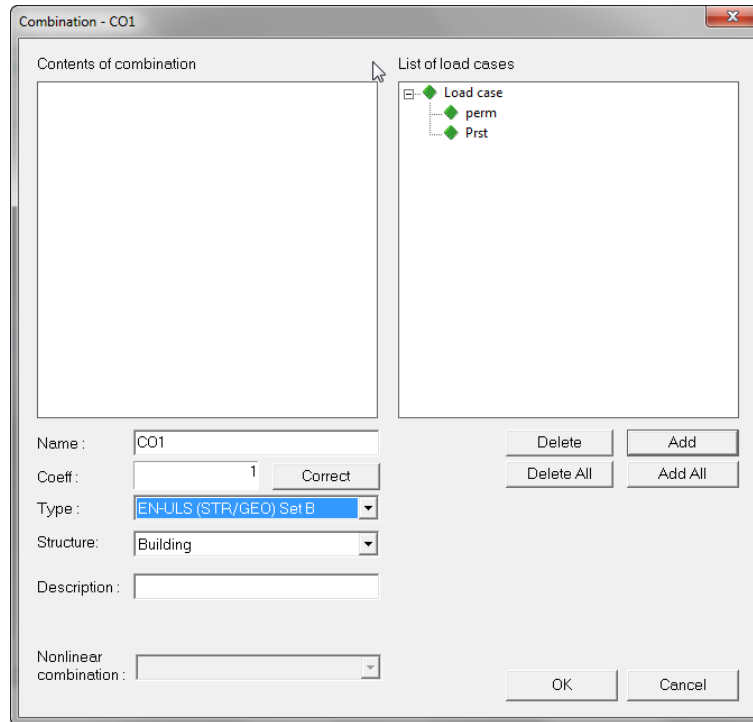 Combination - CO1
Contents of combination
List of load cases
Load case
perm
Prst
Name :
CO1
Delete
Add
Coeff :
1
Correct
Delete All
Add All
Type :
EN-ULS (STR/GEO) Set B
Structure:
Building
Description :
Nonlinear
combination :
OK
Cancel